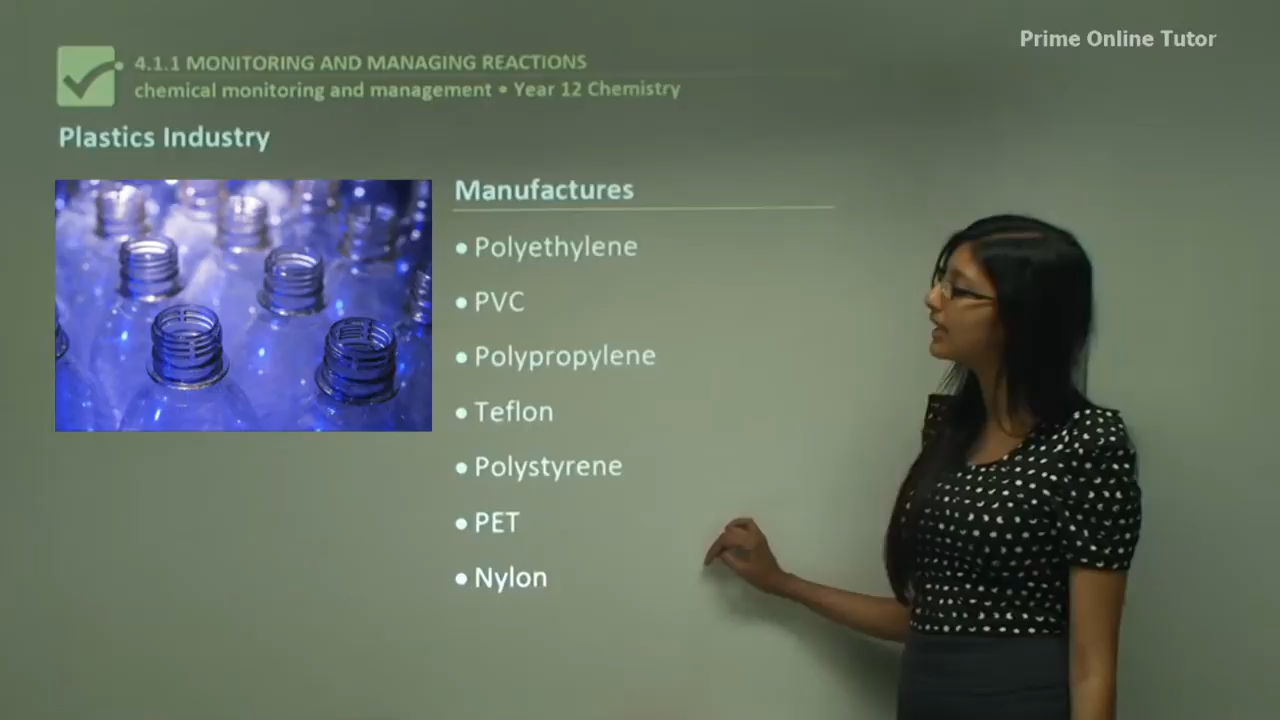 Prime Online Tutor
4.1.1 MONITORING AND MANAGING REACTIONS
chemical monitoring and management • Year 12 Chemistry
Plastics Industry
Manufactures
• Polyethylene
• PVC
• Polypropylene
• Teflon
• Polystyrene
• PET
• Nylon